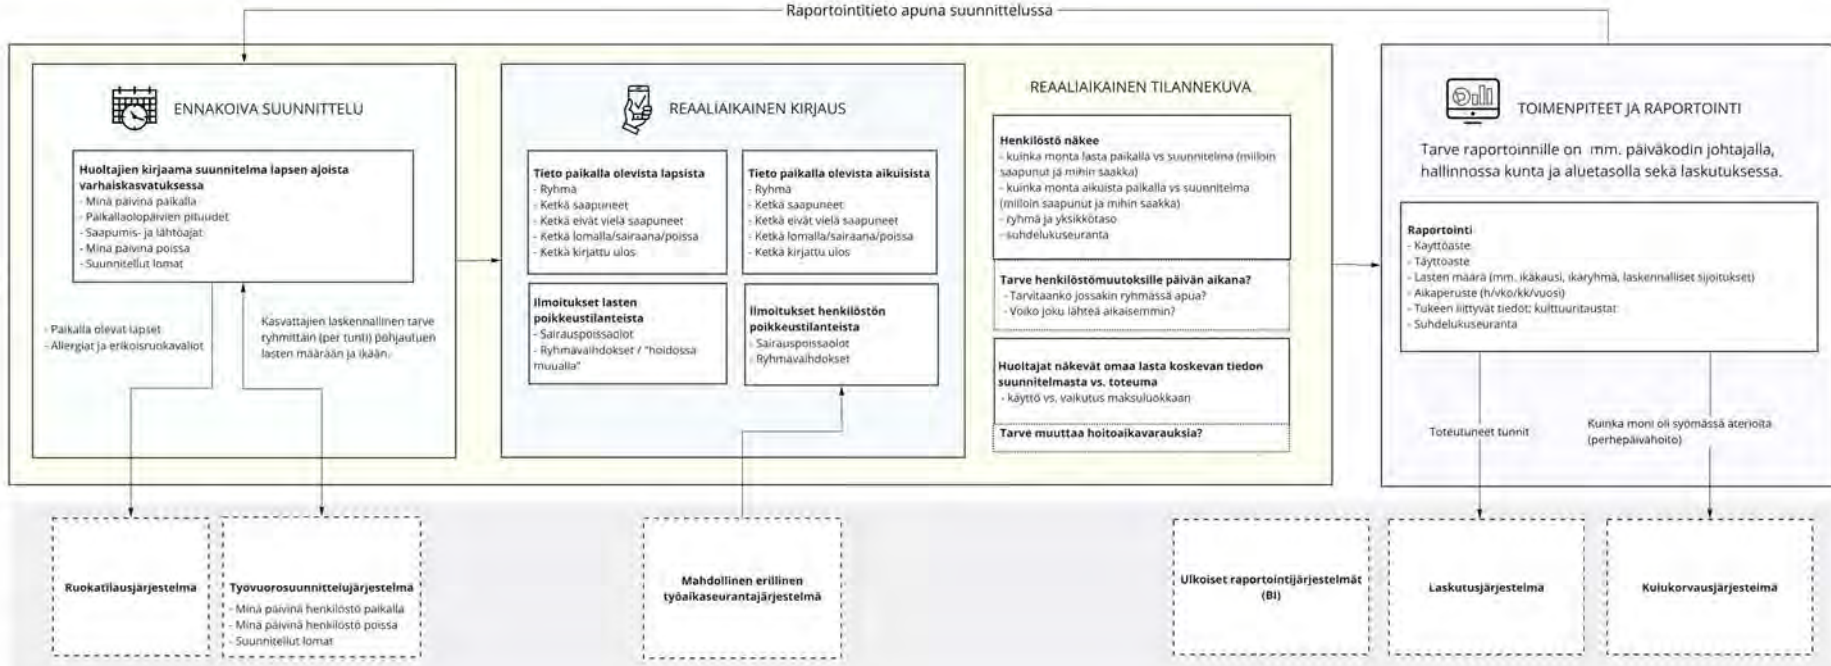 Raportointitieto apuna suunnittelussa
ENNAKOIVA SUUNNITTELU
Huoltajien kirjaama suunnitelma lapsen ajoista
varhaiskasvatuksessa
- Minä päivinä paikalla
- Paikallaolopäivien pituudet
- Saapumis- ja lähtöajat
- Minä päivinä poissa
- Suunnitellut lomat
- Paikalla olevat lapset
- Allergiat ja erikoisruokavaliot
Kasvattajien laskennallinen tarve
ryhmittäin (per tunti) pohjautuen
lasten määrään ja ikään.
REAALIAIKAINEN KIRJAUS
Tieto paikalla olevista lapsista
- Ryhmä
- Ketkä saapuneet
- Ketkä eivät vielä saapuneet
- Ketkä lomalla/sairaana/poissa
- Ketkä kirjattu ulos
Tieto paikalla olevista aikuisista
- Ryhmä
- Ketkä saapuneet
- Ketkä eivät vielä saapuneet
- Ketkä lomalla/sairaana/poissa
- Ketkä kirjattu ulos
Ilmoitukset lasten
poikkeustilanteista
- Sairauspoissaolot
- Ryhmävaihdokset / "hoidossa
muualla"
Ilmoitukset henkilöstön
poikkeustilanteista
- Sairauspoissaolot
- Ryhmävaihdokset
REAALIAIKAINEN TILANNEKUVA
Henkilöstö näkee
- kuinka monta lasta paikalla vs suunnitelma (milloin
saapunut ja mihin saakka)
- kuinka monta aikuista paikalla vs suunnitelma
(milloin saapunut ja mihin saakka)
- ryhmä ja yksikkötaso
- suhdelukuseuranta
Tarve henkilöstömuutoksille päivän aikana?
- Tarvitaanko jossakin ryhmässä apua?
- Voiko joku lähteä aikaisemmin?
Huoltajat näkevät omaa lasta koskevan tiedon
suunnitelmasta vs. toteuma
- käyttö vs. vaikutus maksuluokkaan
Tarve muuttaa hoitoaikavarauksia?
TOIMENPITEET JA RAPORTOINTI
Tarve raportoinnille on mm. päiväkodin johtajalla,
hallinnossa kunta ja aluetasolla sekä laskutuksessa.
Raportointi
- Käyttöaste
- Täyttöaste
- Lasten määrä (mm. ikäkausi, ikäryhmä, laskennalliset sijoitukset)
- Aikaperuste (h/vko/kk/vuosi)
- Tukeen liittyvät tiedot: kulttuuritaustat
- Suhdelukuseuranta
Toteutuneet tunnit
Kuinka moni oli syömässä aterioita
(perhepäivähoito)
Ruokatilausjärjestelmä
Työvuorosuunnittelujärjestelmä
- Minä päivinä henkilöstö paikalla
- Minä päivinä henkilöstö poissa
- Suunnitellut lomat
Mahdollinen erillinen
työaikaseurantajärjestelmä
Ulkoiset raportointijärjestelmät
(BI)
Laskutusjärjestelmä
Kulukorvausjärjestelmä